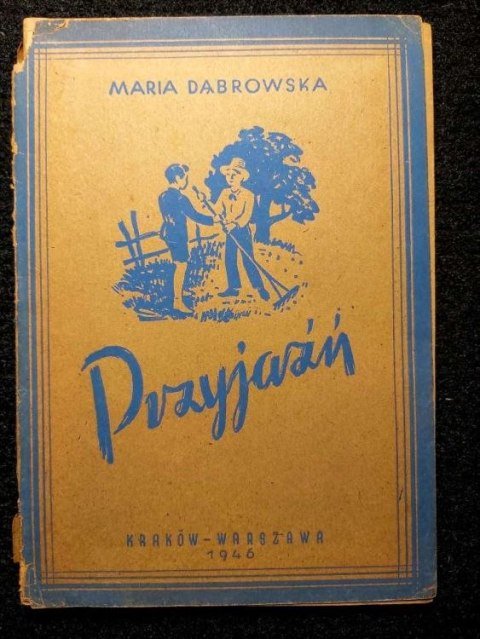 MARIA DĄBROWSKA
Przyjaźń
KRAKÓW-WARSZAWA
1946